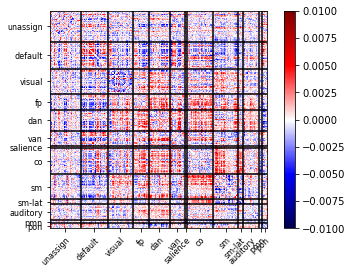 unassign
default
visual
fp
dan
van
salience
co
sm
sm-lat
auditory
pmn
pon
unassign
default
visual
fp
dan
van
salience
co
sm
sm-lat
auditory
0.0100
0.0075
0.0050
0.0025
0.0000
−0.0025
−0.0050
−0.0075
−0.0100